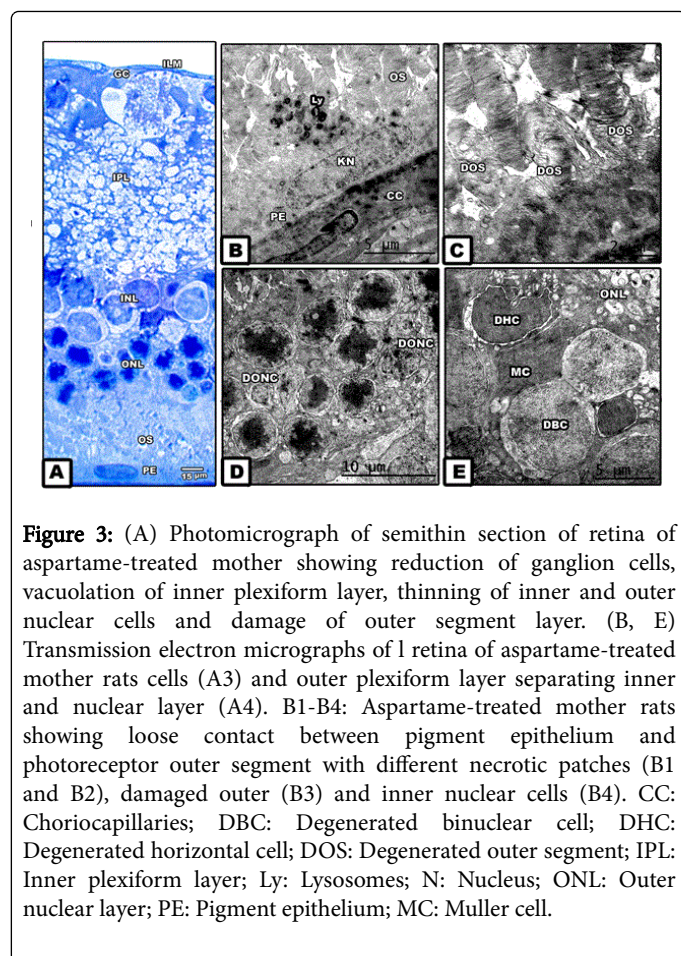 GC ILM
IPL
INL
ONL
OS
PE
A
15 µm
OS
Ly
KN
PE
CC
B
5 µm
DOS
DOS
DOS
C
2
DONC
DONC
D
10 µm
ONL
DHC
MC
DBC
E
5 µm
Figure 3: (A) Photomicrograph of semithin section of retina of
aspartame-treated mother showing reduction of ganglion cells,
vacuolation of inner plexiform layer, thinning of inner and outer
nuclear cells and damage of outer segment layer. (B, E)
Transmission electron micrographs of l retina of aspartame-treated
mother rats cells (A3) and outer plexiform layer separating inner
and nuclear layer (A4). B1-B4: Aspartame-treated mother rats
showing loose contact between pigment epithelium and
photoreceptor outer segment with different necrotic patches (B1
and B2), damaged outer (B3) and inner nuclear cells (B4). CC:
Choriocapillaries; DBC: Degenerated binuclear cell; DHC:
Degenerated horizontal cell; DOS: Degenerated outer segment; IPL:
Inner plexiform layer; Ly: Lysosomes; N: Nucleus; ONL: Outer
nuclear layer; PE: Pigment epithelium; MC: Muller cell.